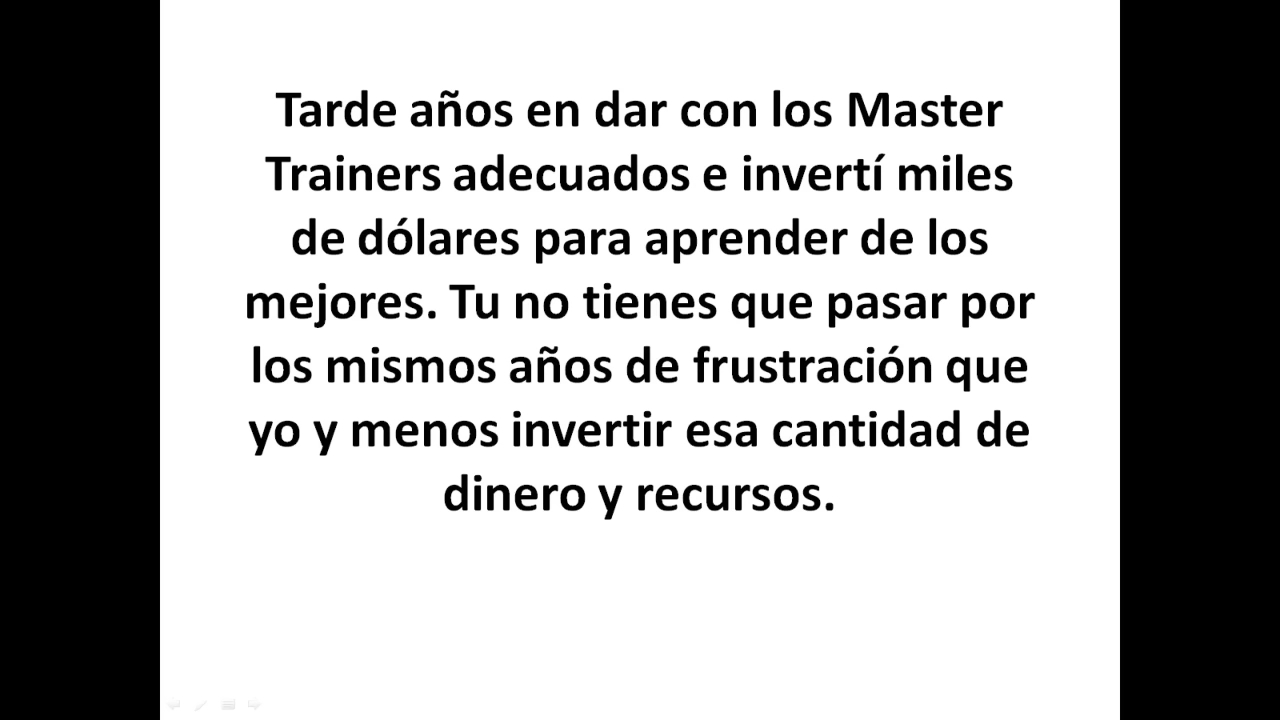 Tarde años en dar con los Master
Trainers adecuados e invertí miles
de dólares para aprender de los
mejores. Tu no tienes que pasar por
los mismos años de frustración que
yo y menos invertir esa cantidad de
dinero y recursos.